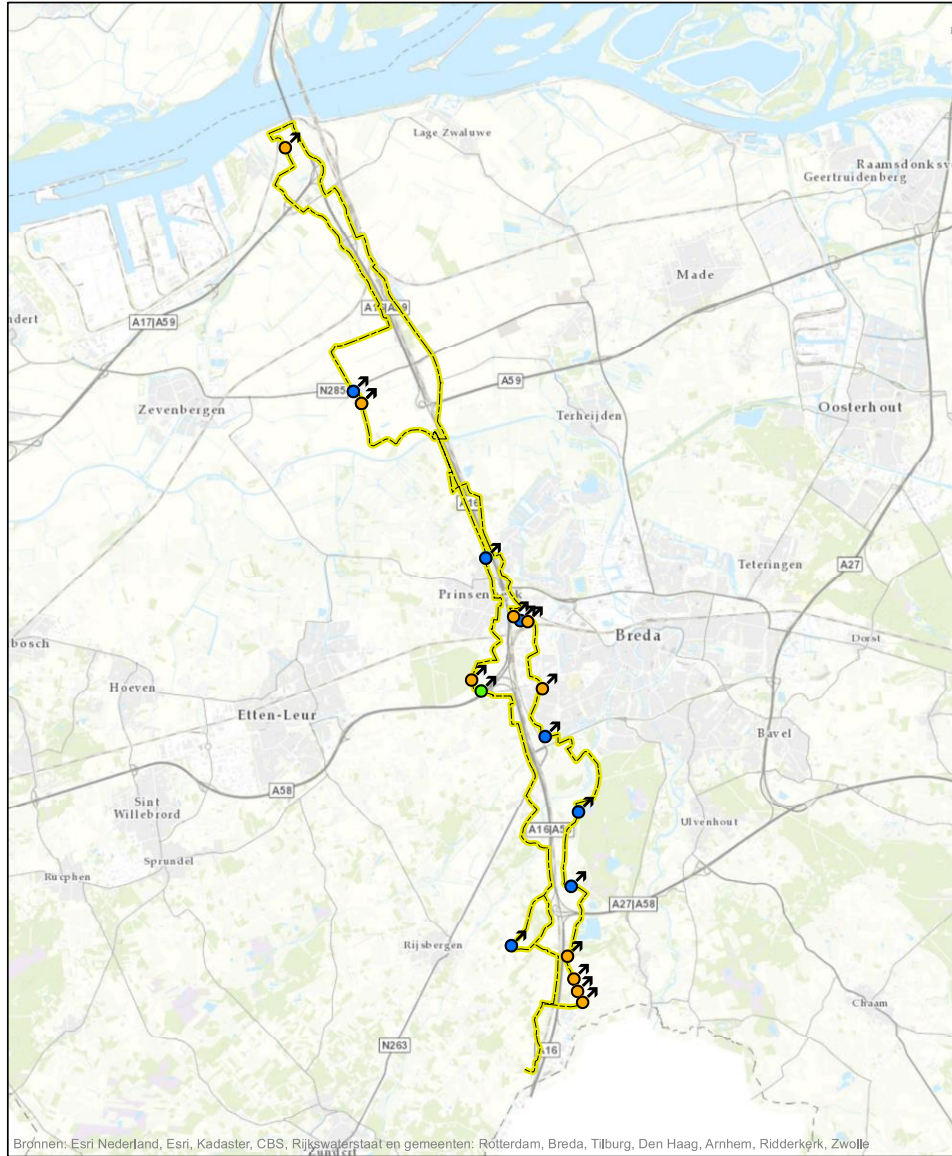 Lage Zwaluwe
Raamsdonksv
Geertruidenberg
Made
ndert
A17|A59
A59
N285
Zevenbergen
Terheijden
Oosterhout
A16
A27
Teteringen
Breda
Dorst
bosch
Hoeven
Etten-Leur
Bavel
A58
Sint
Willebrord
A16|A5
Ulvenhout
Sprundel
Rucphen
A27|A58
Rijsbergen
Chaam
N263
A16
Zundert
Bronnen: Esri Nederland, Esri, Kadaster, CBS, Rijkswaterstaat en gemeenten: Rotterdam, Breda, Tilburg, Den Haag, Arnhem, Ridderkerk, Zwolle